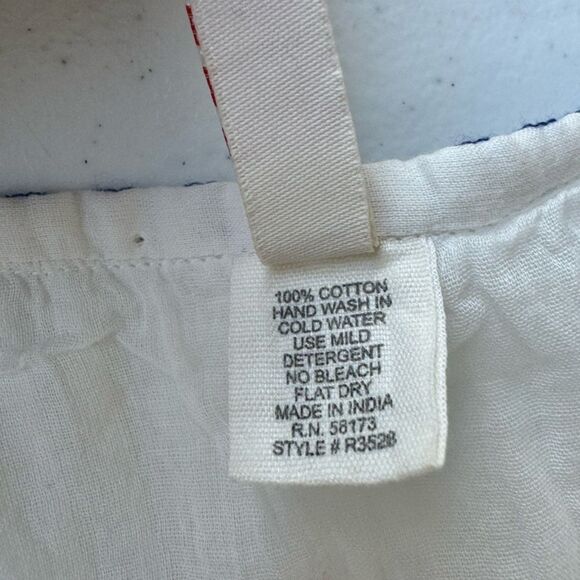 100% COTTON
HAND WASH IN
COLD WATER
USE MILD
DETERGENT
NO BLEACH
FLAT DRY
MADE IN INDIA
R.N. 58173
STYLE # R3528